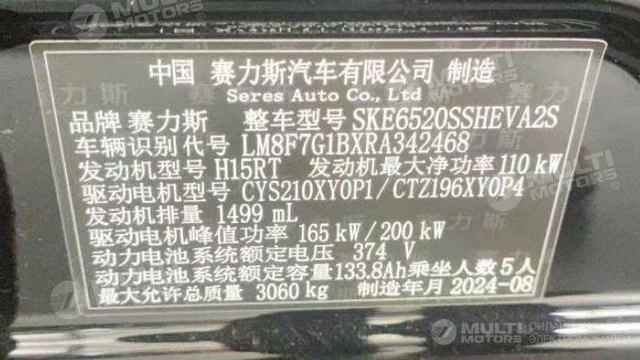 MULTI MOTORS
中国 赛力斯汽车有限公司 制造
Seres Auto Co., Ltd
品牌 赛力斯 整车型号 SKE6520SSHEVA2S
车辆识别代号 LM8F7G1BXRA342468
发动机型号 H15RT 发动机最大净功率 110 kW
驱动电机型号 CYS210XY0P1/CTZ196XY0P4
发动机排量 1499 mL
驱动电机峰值功率 165 kW/200 kW
动力电池系统额定电压 374 V
动力电池系统额定容量 133.8Ah 乘坐人数 5人
最大允许总质量 3060 kg 制造年月 2024-08
MULTI MOTORS